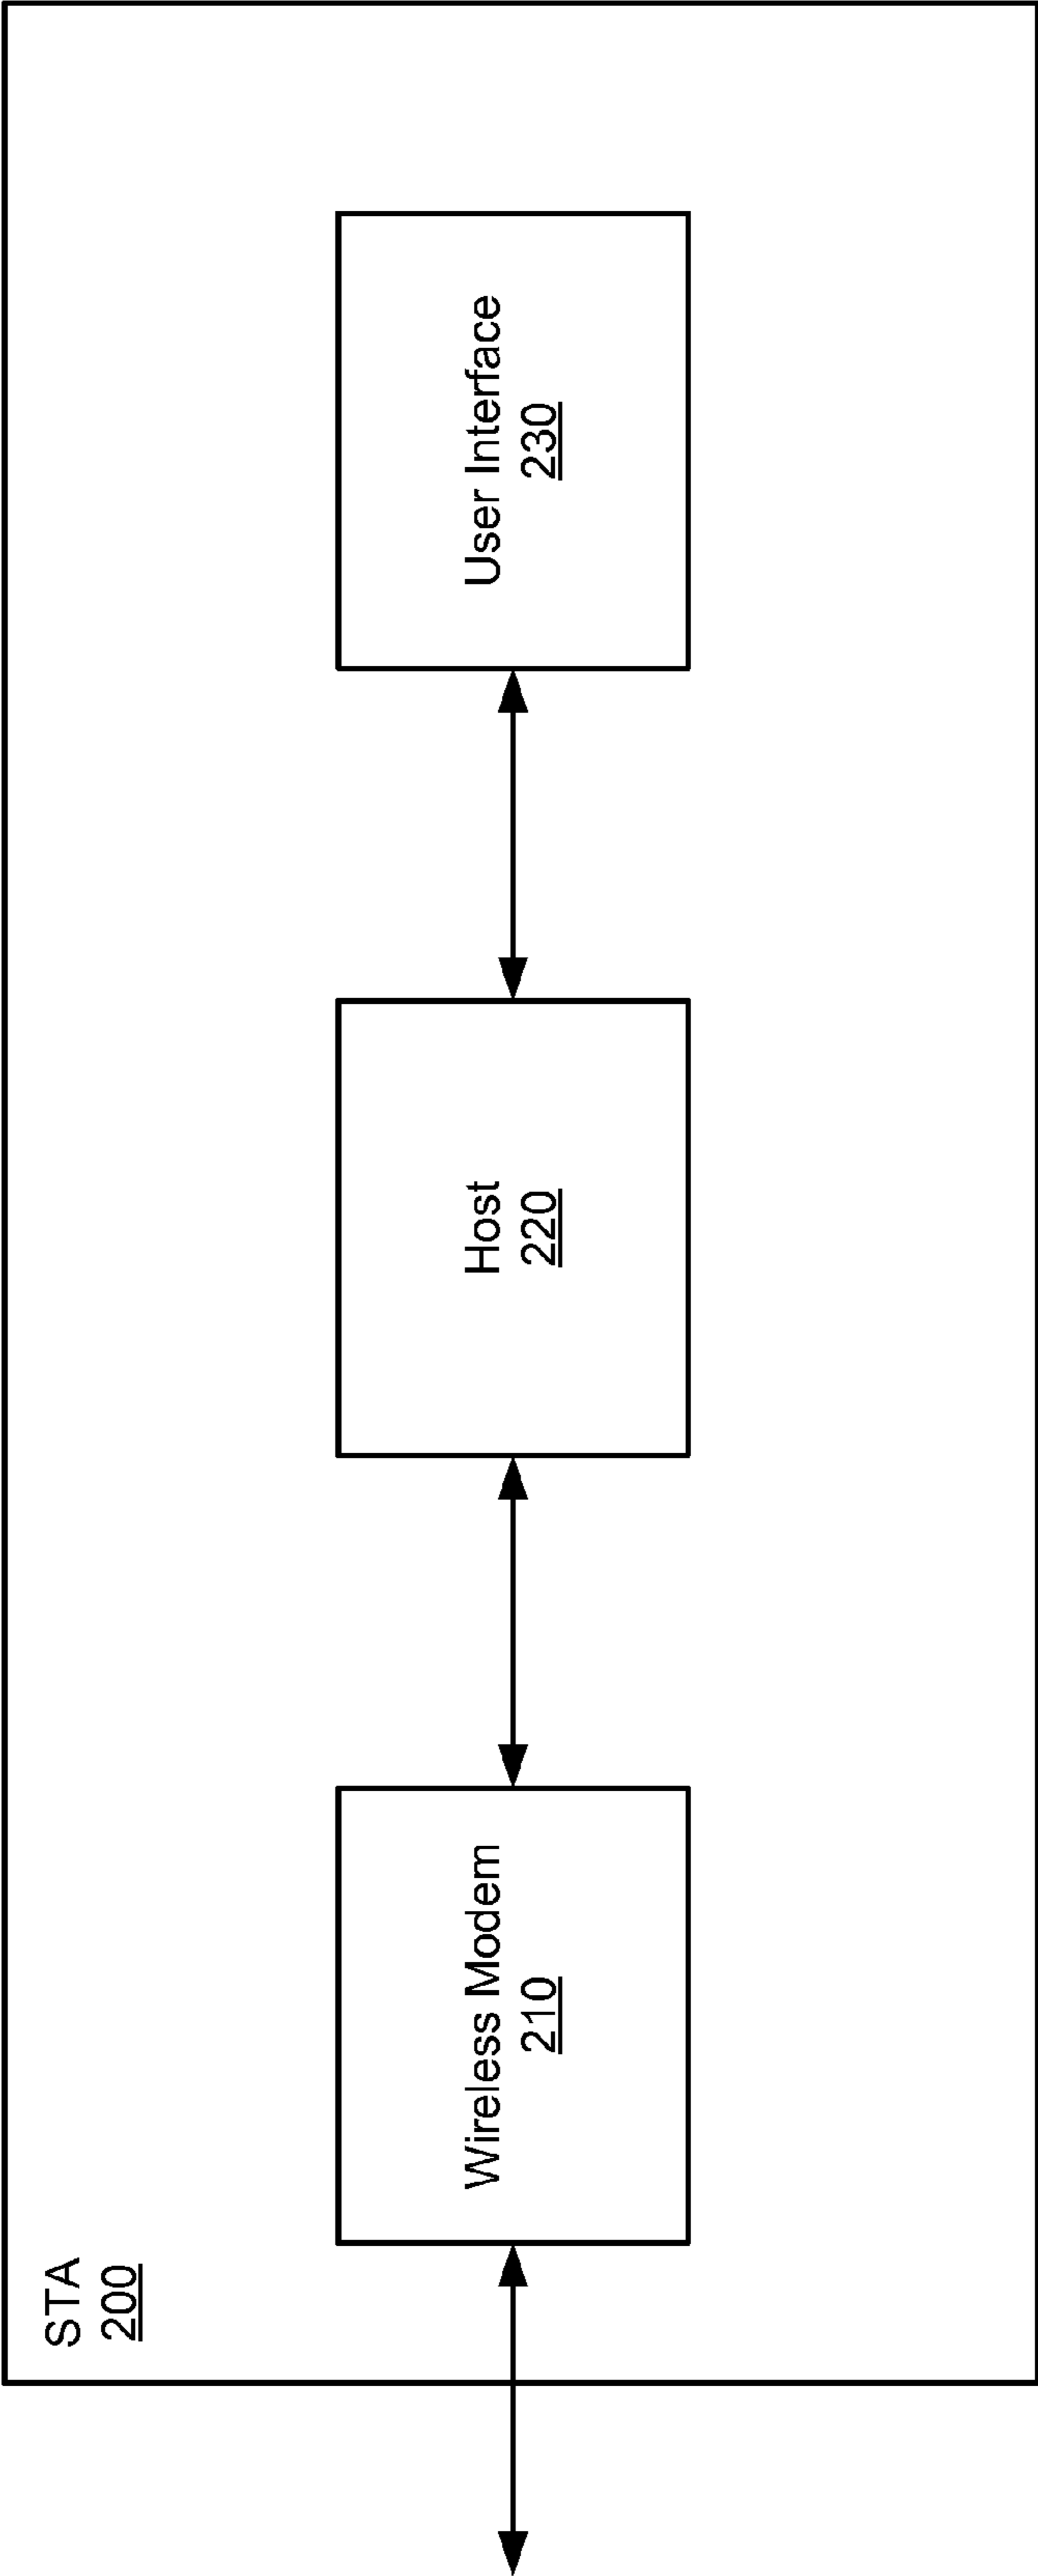 STA
200
Wireless Modem
210
Host
220
User Interface
230